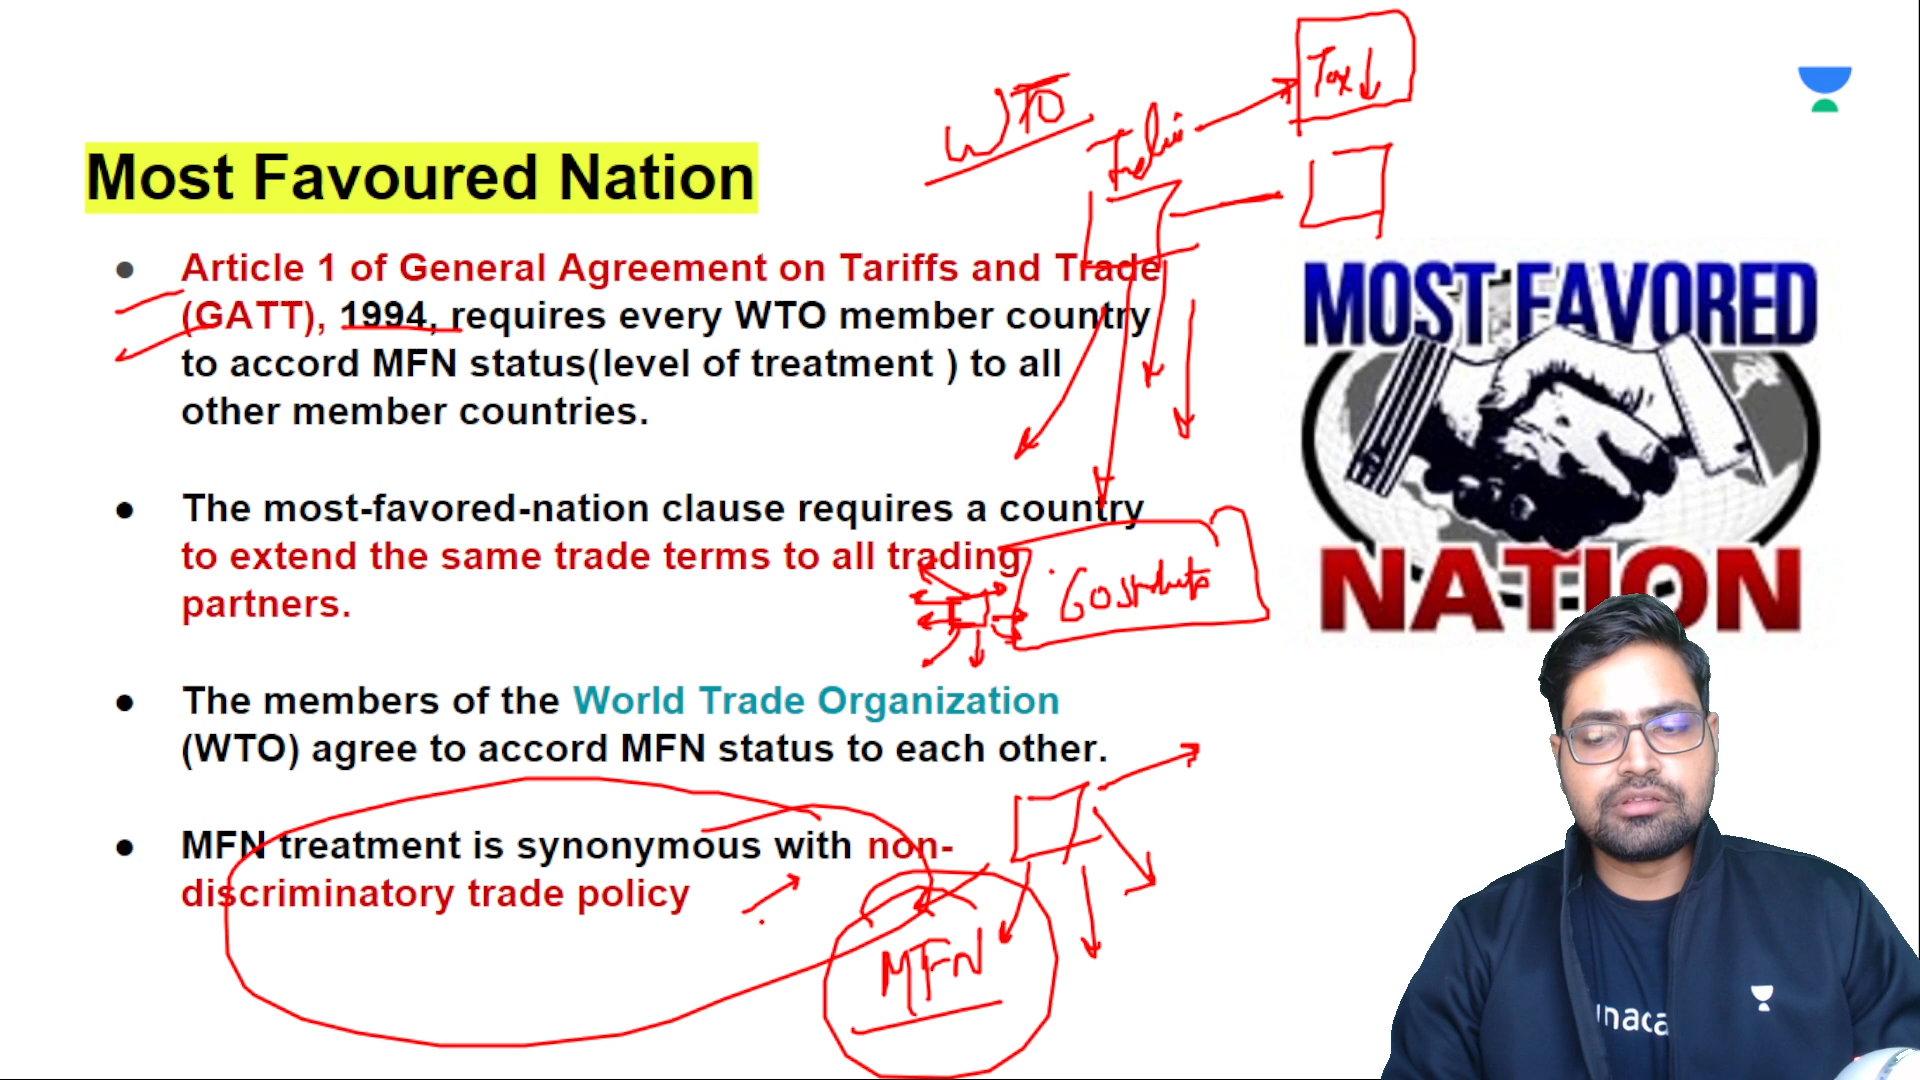 Most Favoured Nation
● Article 1 of General Agreement on Tariffs and Trade
(GATT), 1994, requires every WTO member country
to accord MFN status(level of treatment ) to all
other member countries.
● The most-favored-nation clause requires a country
to extend the same trade terms to all trading
partners.
● The members of the World Trade Organization
(WTO) agree to accord MFN status to each other.
● MFN treatment is synonymous with non-
discriminatory trade policy
WTO
India
Tax ↓
MFN
MOST FAVORED
NATION
unaca